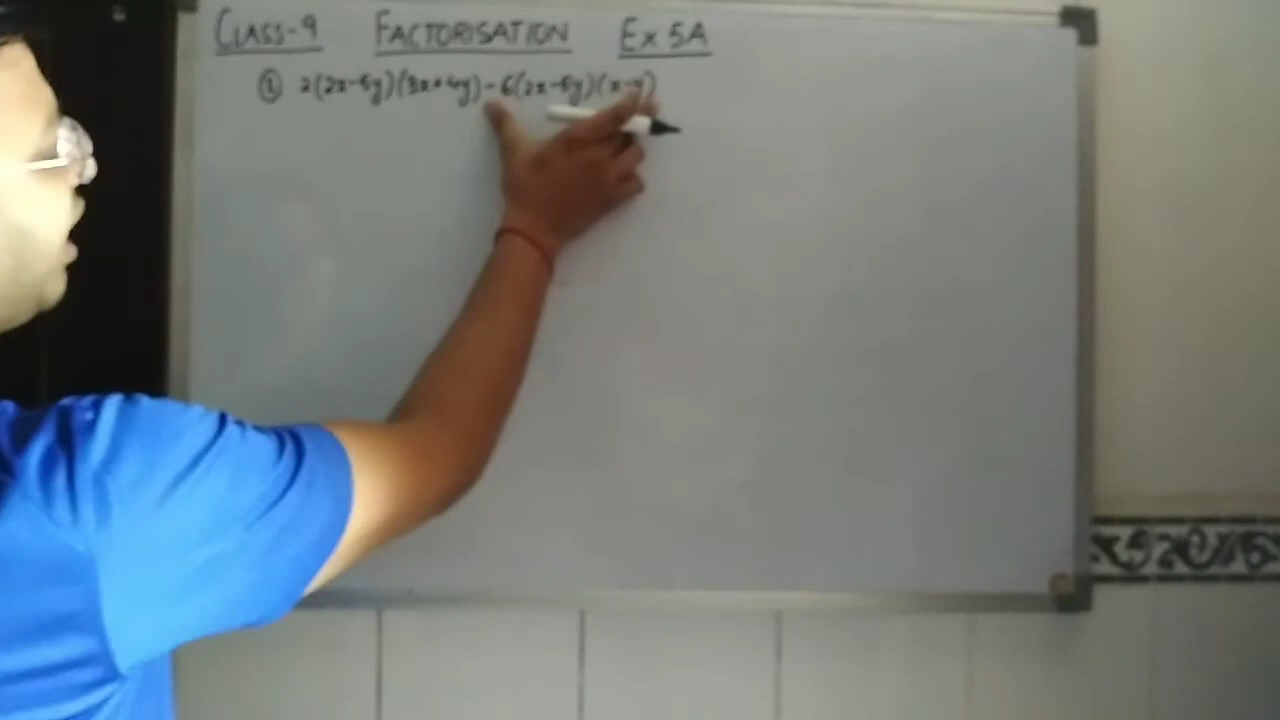 CLASS-9 FACTORISATION Ex 5A
① 2(2x-5y)(3x+4y)-6(2x-5y)(x-y)